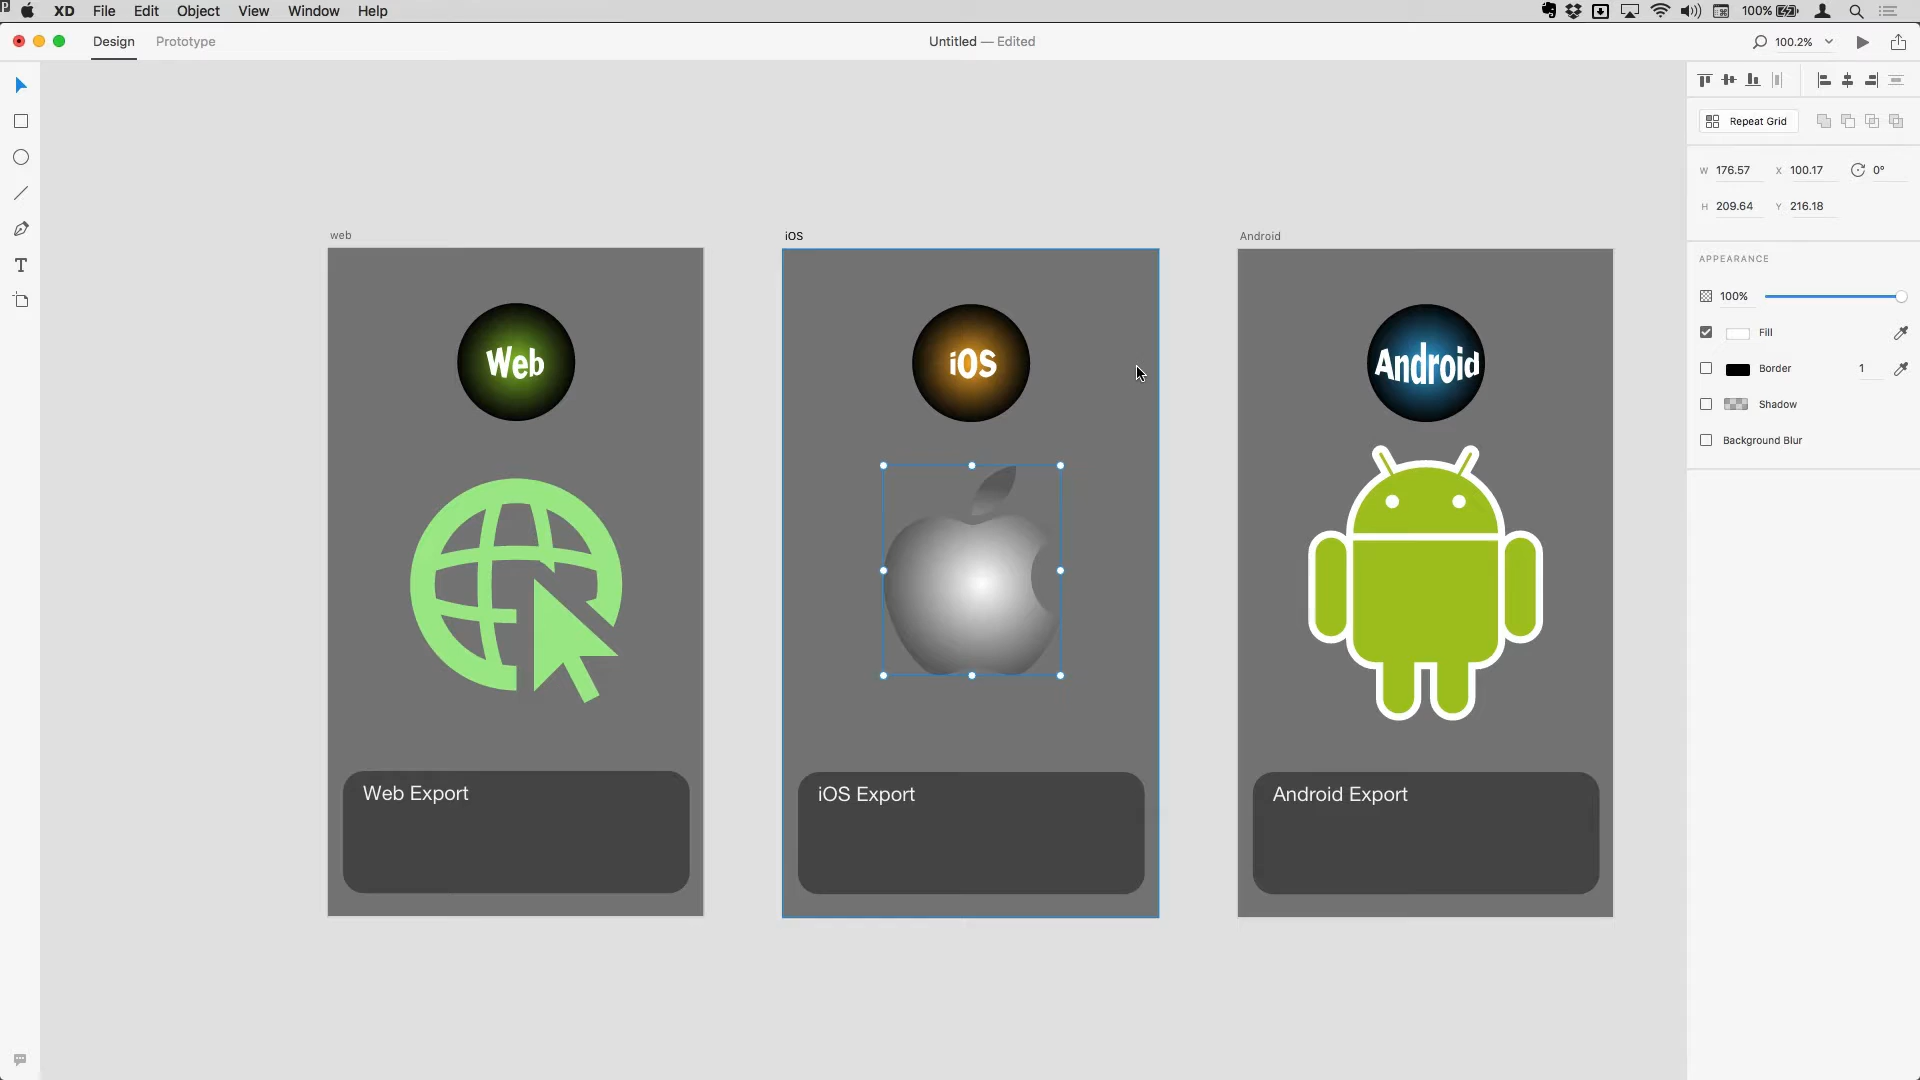 XD File Edit Object View Window Help 100%
Design Prototype Untitled — Edited 100.2%
Repeat Grid
W 176.57 X 100.17 0°
H 209.64 Y 216.18
web iOS Android
APPEARANCE
100%
Fill
Border 1
Shadow
Background Blur
Web iOS Android
Web Export iOS Export Android Export